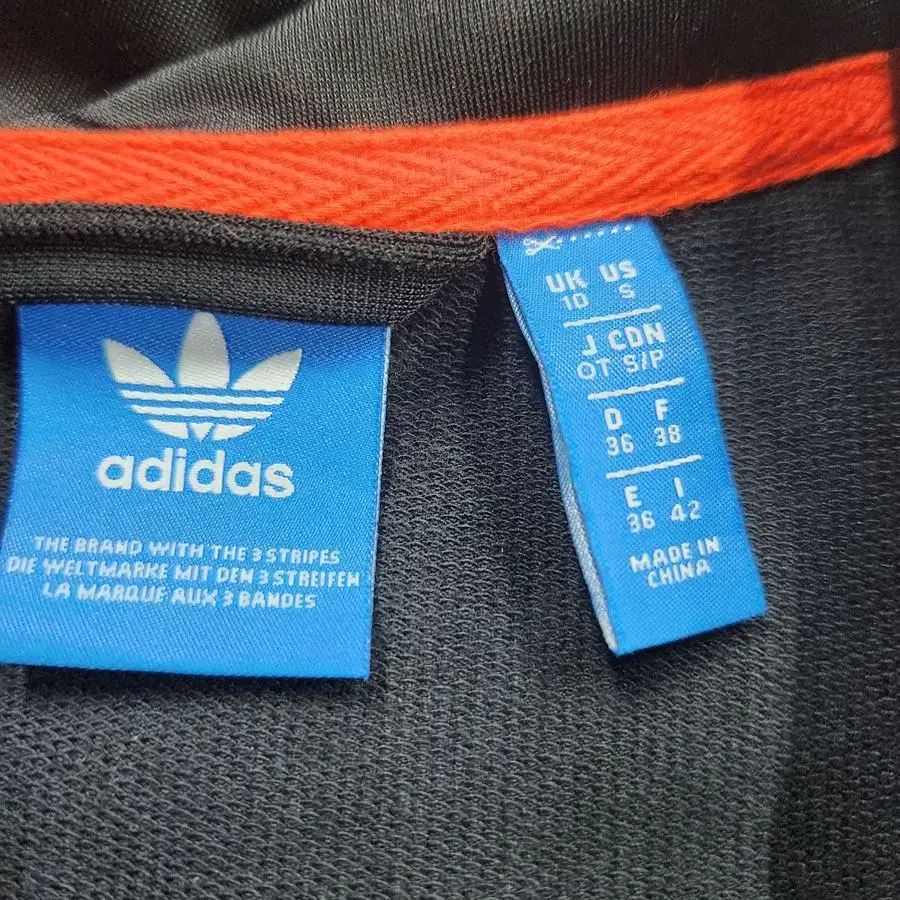 adidas
THE BRAND WITH THE 3 STRIPES
DIE WELTMARKE MIT DEN 3 STREIFEN
LA MARQUE AUX 3 BANDES
UK US
10 S
J CDN
OT S/P
D F
36 38
E I
36 42
MADE IN
CHINA